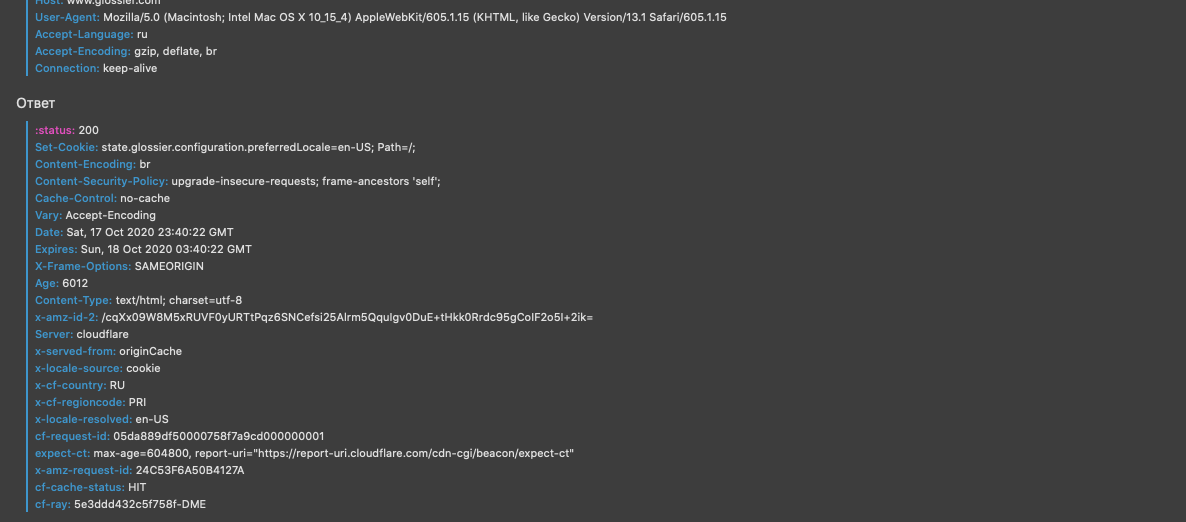 Host: www.glossier.com
User-Agent: Mozilla/5.0 (Macintosh; Intel Mac OS X 10_15_4) AppleWebKit/605.1.15 (KHTML, like Gecko) Version/13.1 Safari/605.1.15
Accept-Language: ru
Accept-Encoding: gzip, deflate, br
Connection: keep-alive
Ответ
:status: 200
Set-Cookie: state.glossier.configuration.preferredLocale=en-US; Path=/;
Content-Encoding: br
Content-Security-Policy: upgrade-insecure-requests; frame-ancestors 'self';
Cache-Control: no-cache
Vary: Accept-Encoding
Date: Sat, 17 Oct 2020 23:40:22 GMT
Expires: Sun, 18 Oct 2020 03:40:22 GMT
X-Frame-Options: SAMEORIGIN
Age: 6012
Content-Type: text/html; charset=utf-8
x-amz-id-2: /cqXx09W8M5xRUVF0yURTtPqz6SNCefsi25Alrm5QquIgv0DuE+tHkk0Rrdc95gCoIF2o5I+2ik=
Server: cloudflare
x-served-from: originCache
x-locale-source: cookie
x-cf-country: RU
x-cf-regioncode: PRI
x-locale-resolved: en-US
cf-request-id: 05da889df50000758f7a9cd000000001
expect-ct: max-age=604800, report-uri="https://report-uri.cloudflare.com/cdn-cgi/beacon/expect-ct"
x-amz-request-id: 24C53F6A50B4127A
cf-cache-status: HIT
cf-ray: 5e3ddd432c5f758f-DME